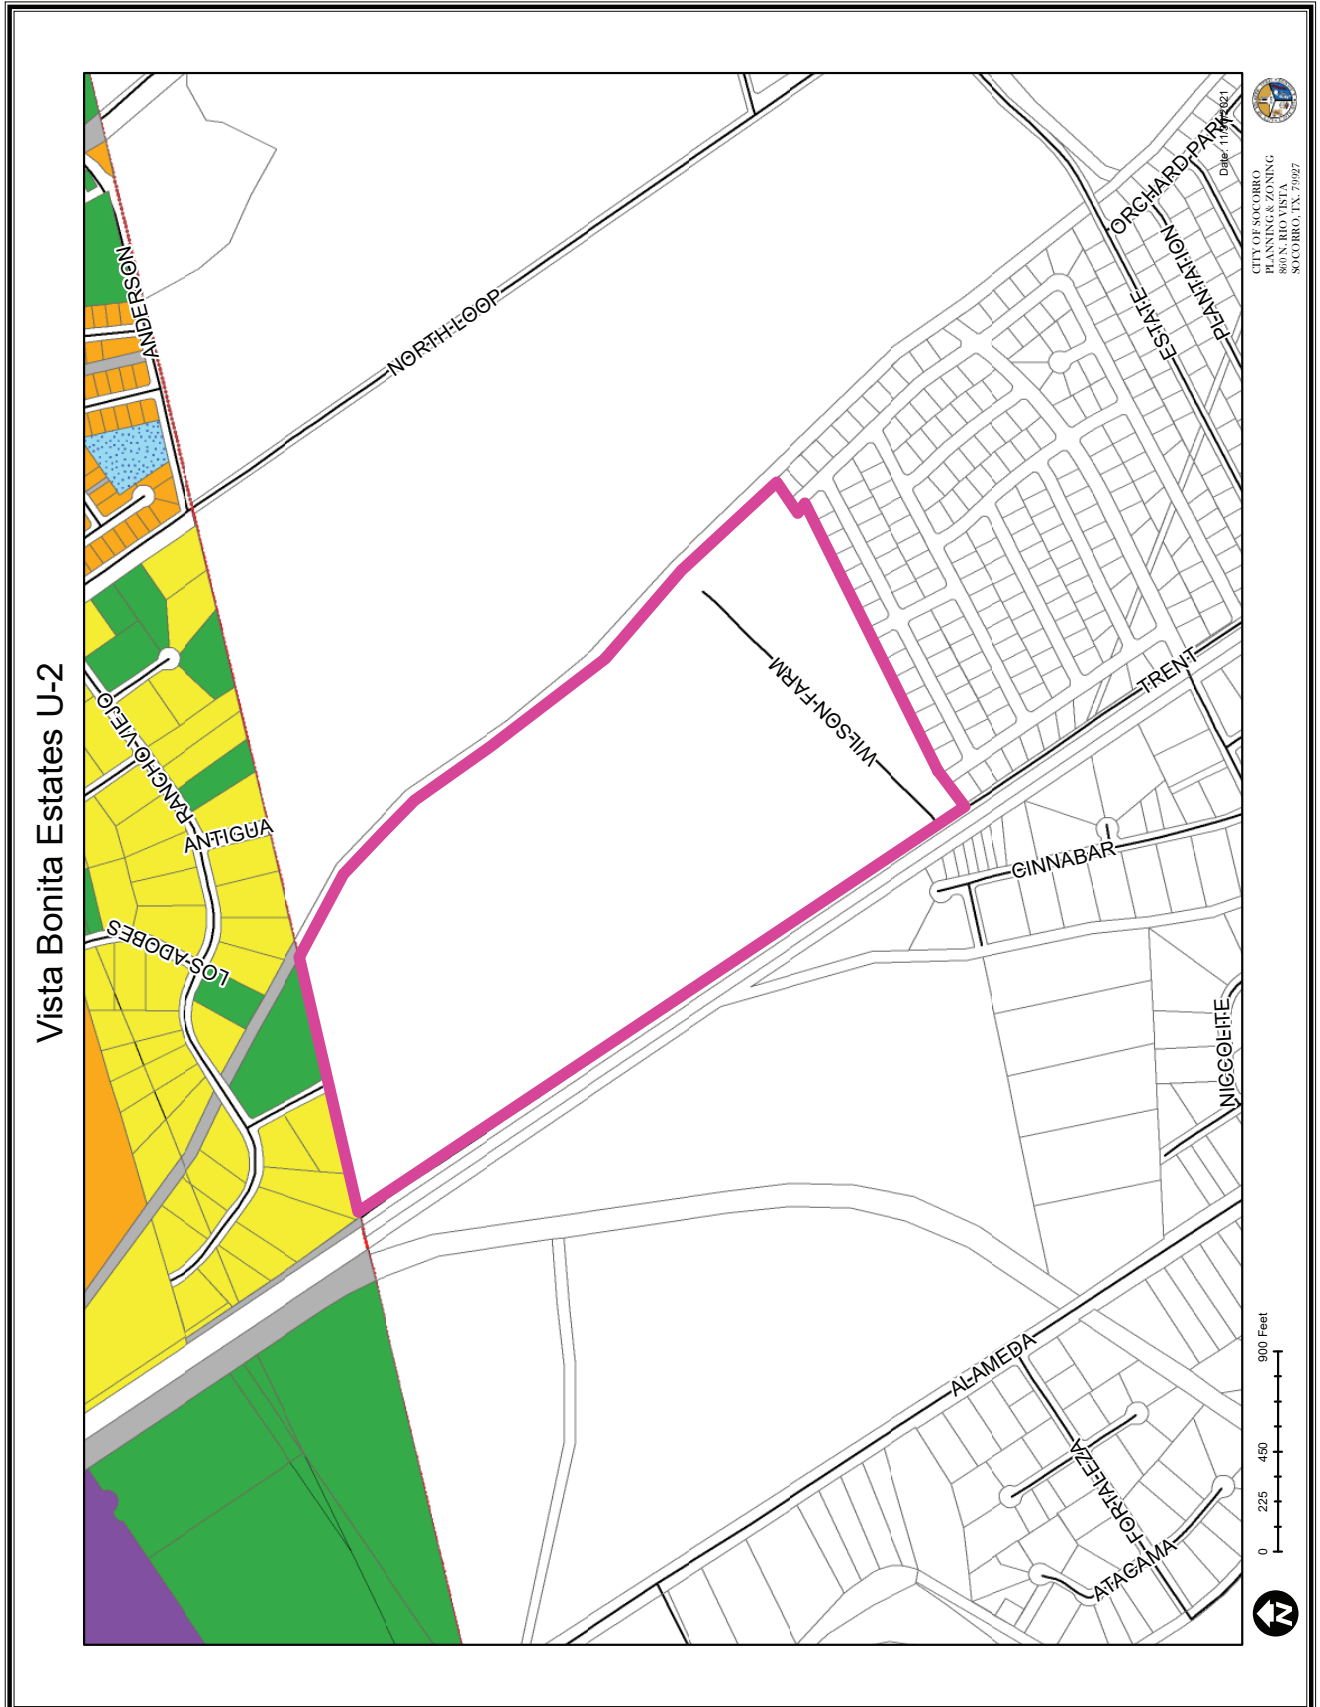 Vista Bonita Estates U-2
ANDERSON
NORTH LOOP
RANCHO VIEJO
ANTIGUA
LOS ADOBES
WILSON FARM
ORCHARD PARK
PLANTATION
ESTATE
TRENT
CINNABAR
NICCOLITE
ALAMEDA
FORTALEZA
ATACAMA
0 225 450 900 Feet
N
CITY OF SOCORRO
PLANNING & ZONING
860 N. RIO VISTA
SOCORRO, TX. 79927